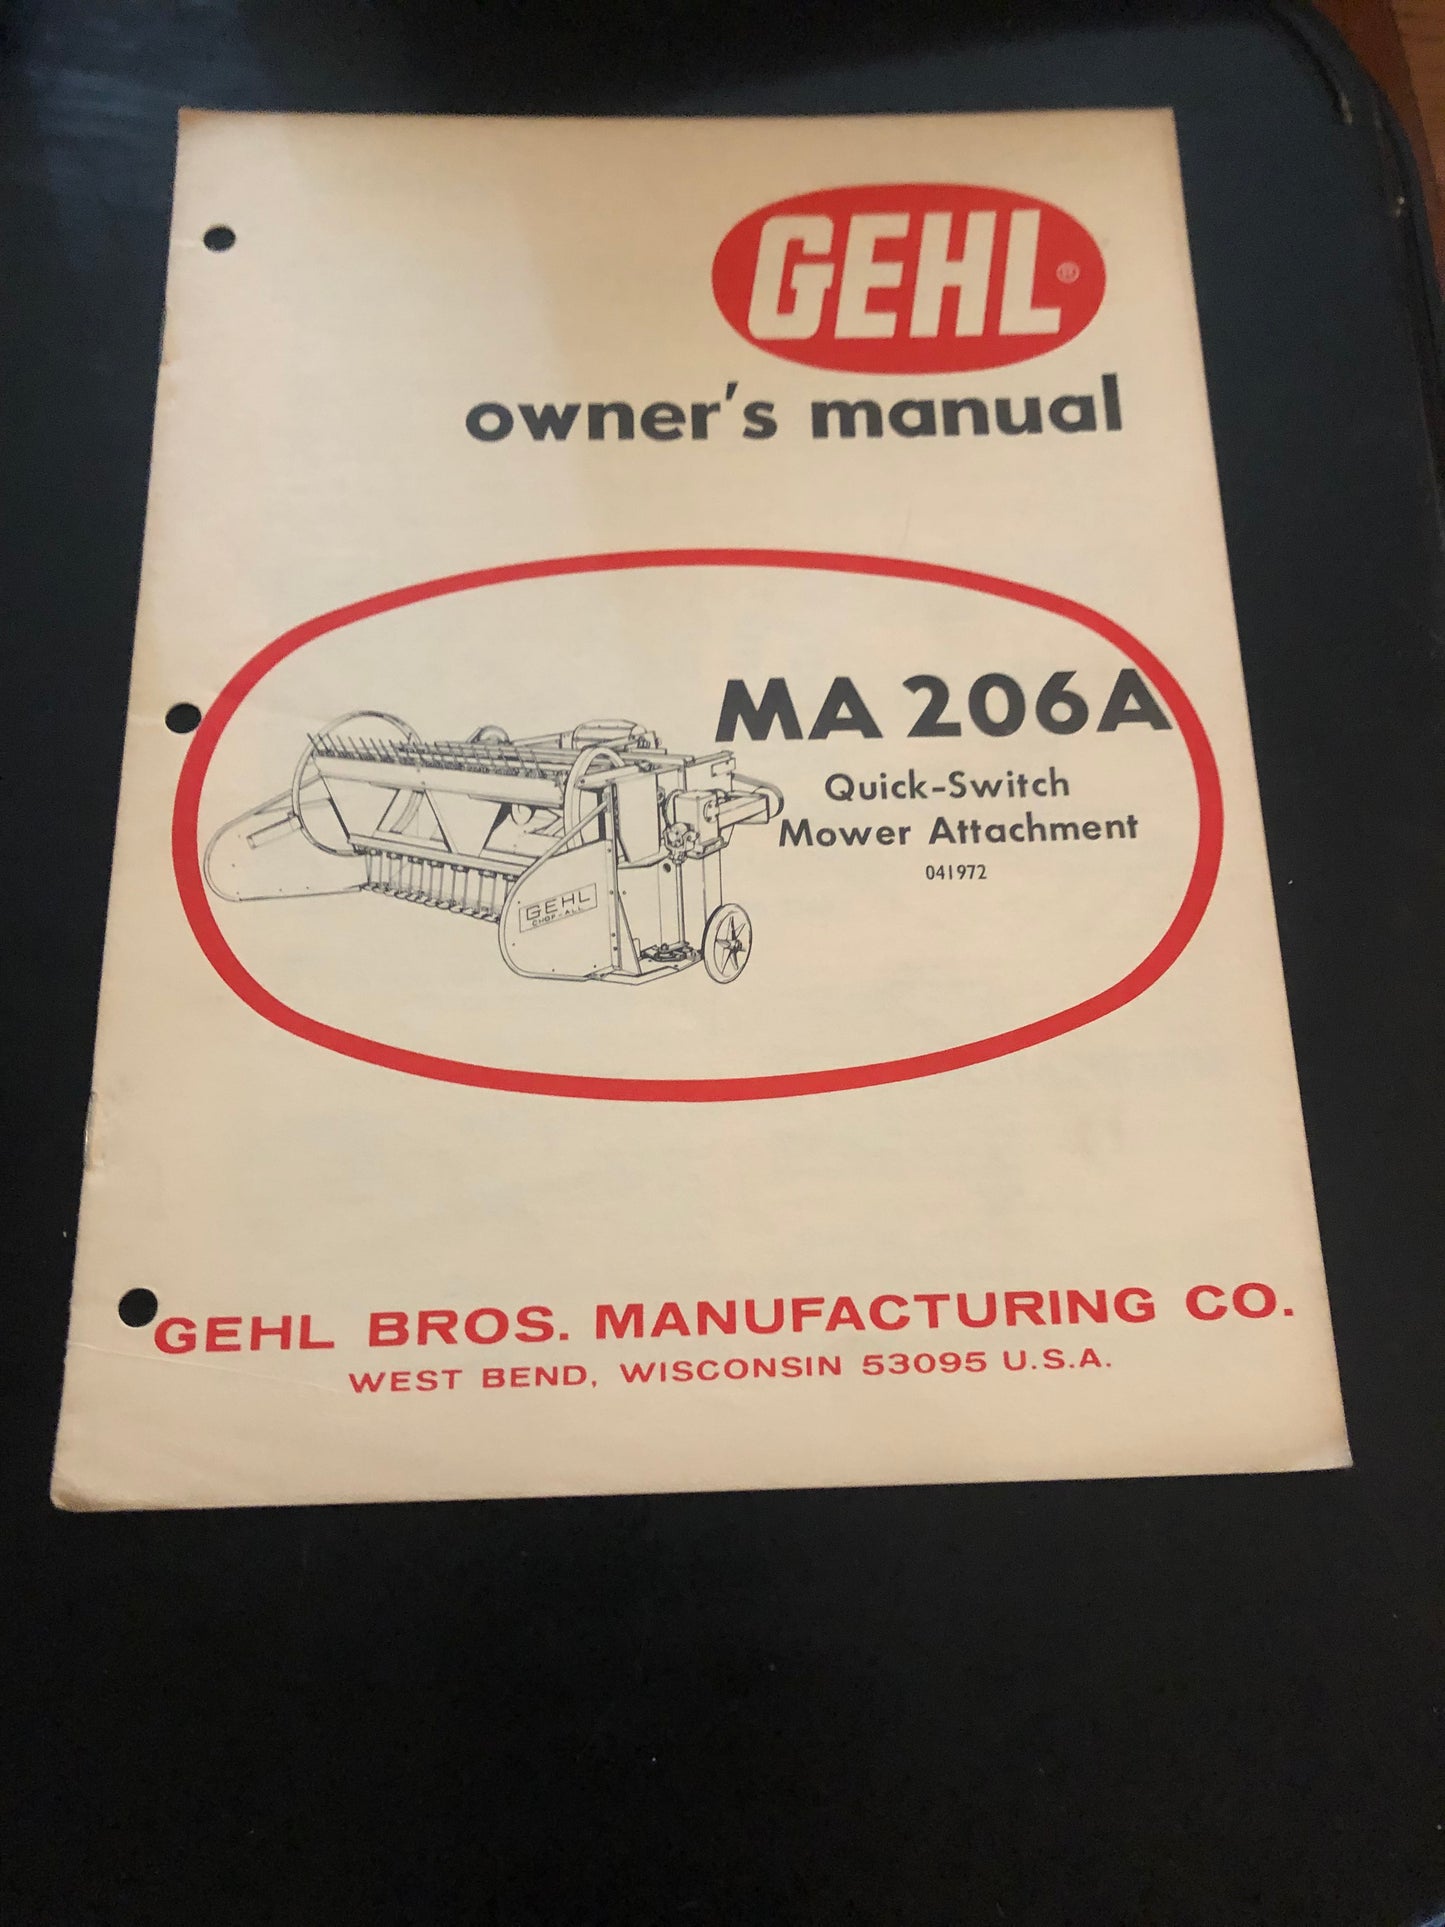 GEHL®
owner's manual
MA 206A
Quick-Switch
Mower Attachment
041972
GEHL
CHOP-ALL
GEHL BROS. MANUFACTURING CO.
WEST BEND, WISCONSIN 53095 U.S.A.